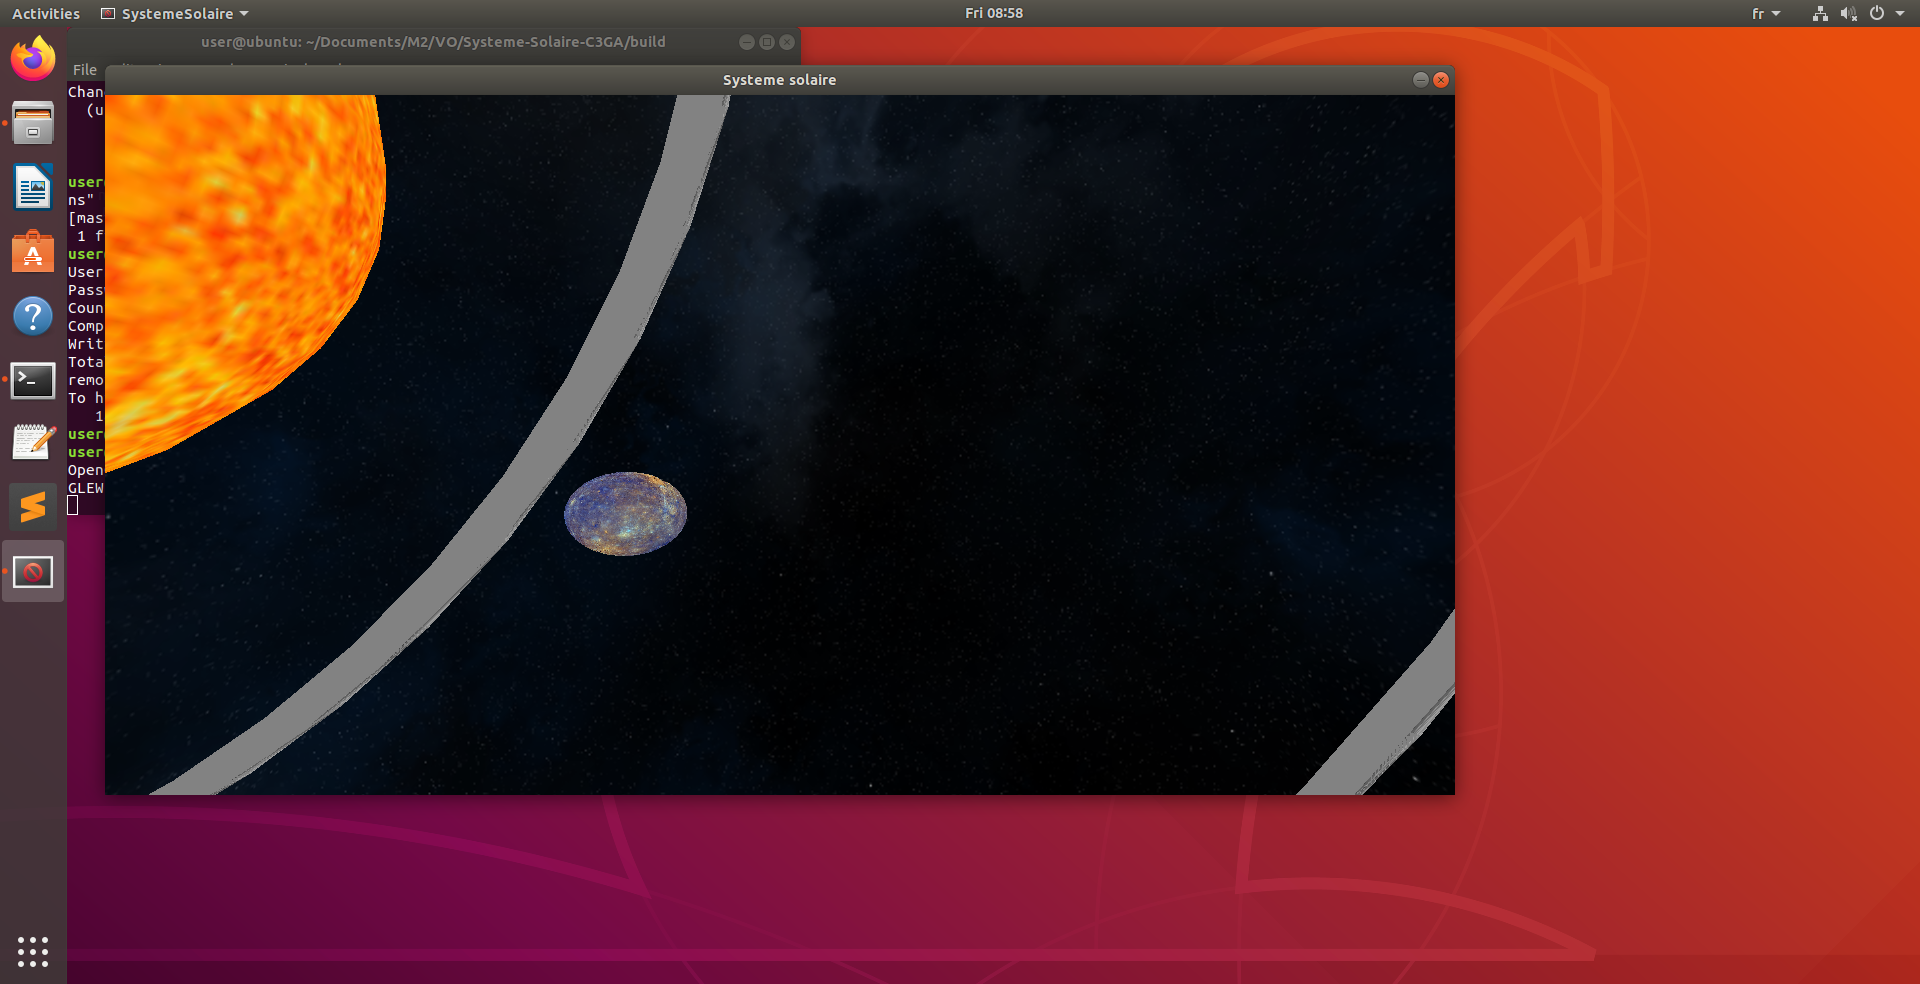 Activities
SystemeSolaire
Fri 08:58
fr
user@ubuntu: ~/Documents/M2/VO/Systeme-Solaire-C3GA/build
File
Systeme solaire
Chan
(u
user
ns"
[mas
1 f
user
User
Pass
Coun
Comp
Writ
Tota
remo
To h
1
user
user
Open
GLEW